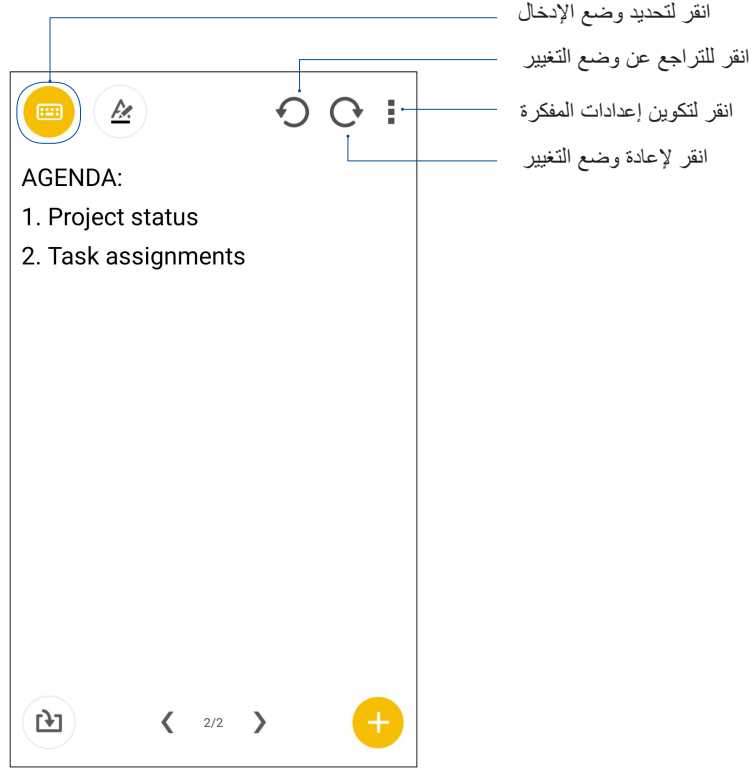 انقر لتحديد وضع الإدخال
انقر للتراجع عن وضع التغيير
انقر لتكوين إعدادات المفكرة
انقر لإعادة وضع التغيير
AGENDA:
1. Project status
2. Task assignments
2/2